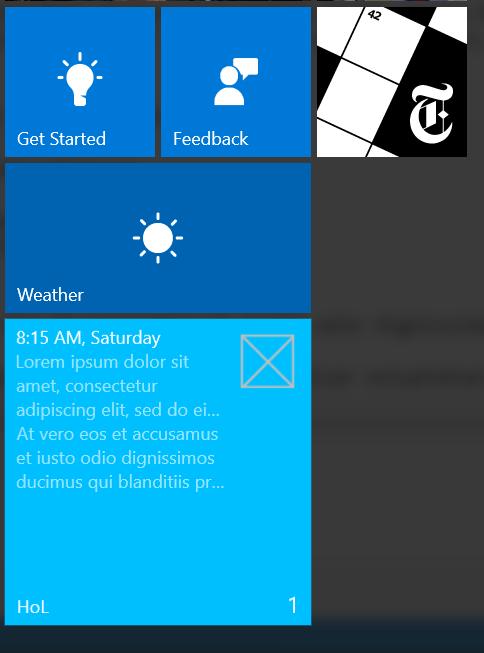 42
Get Started
Feedback
T
Weather
8:15 AM, Saturday
Lorem ipsum dolor sit
amet, consectetur
adipiscing elit, sed do ei...
At vero eos et accusamus
et iusto odio dignissimos
ducimus qui blanditiis pr...
HoL
1